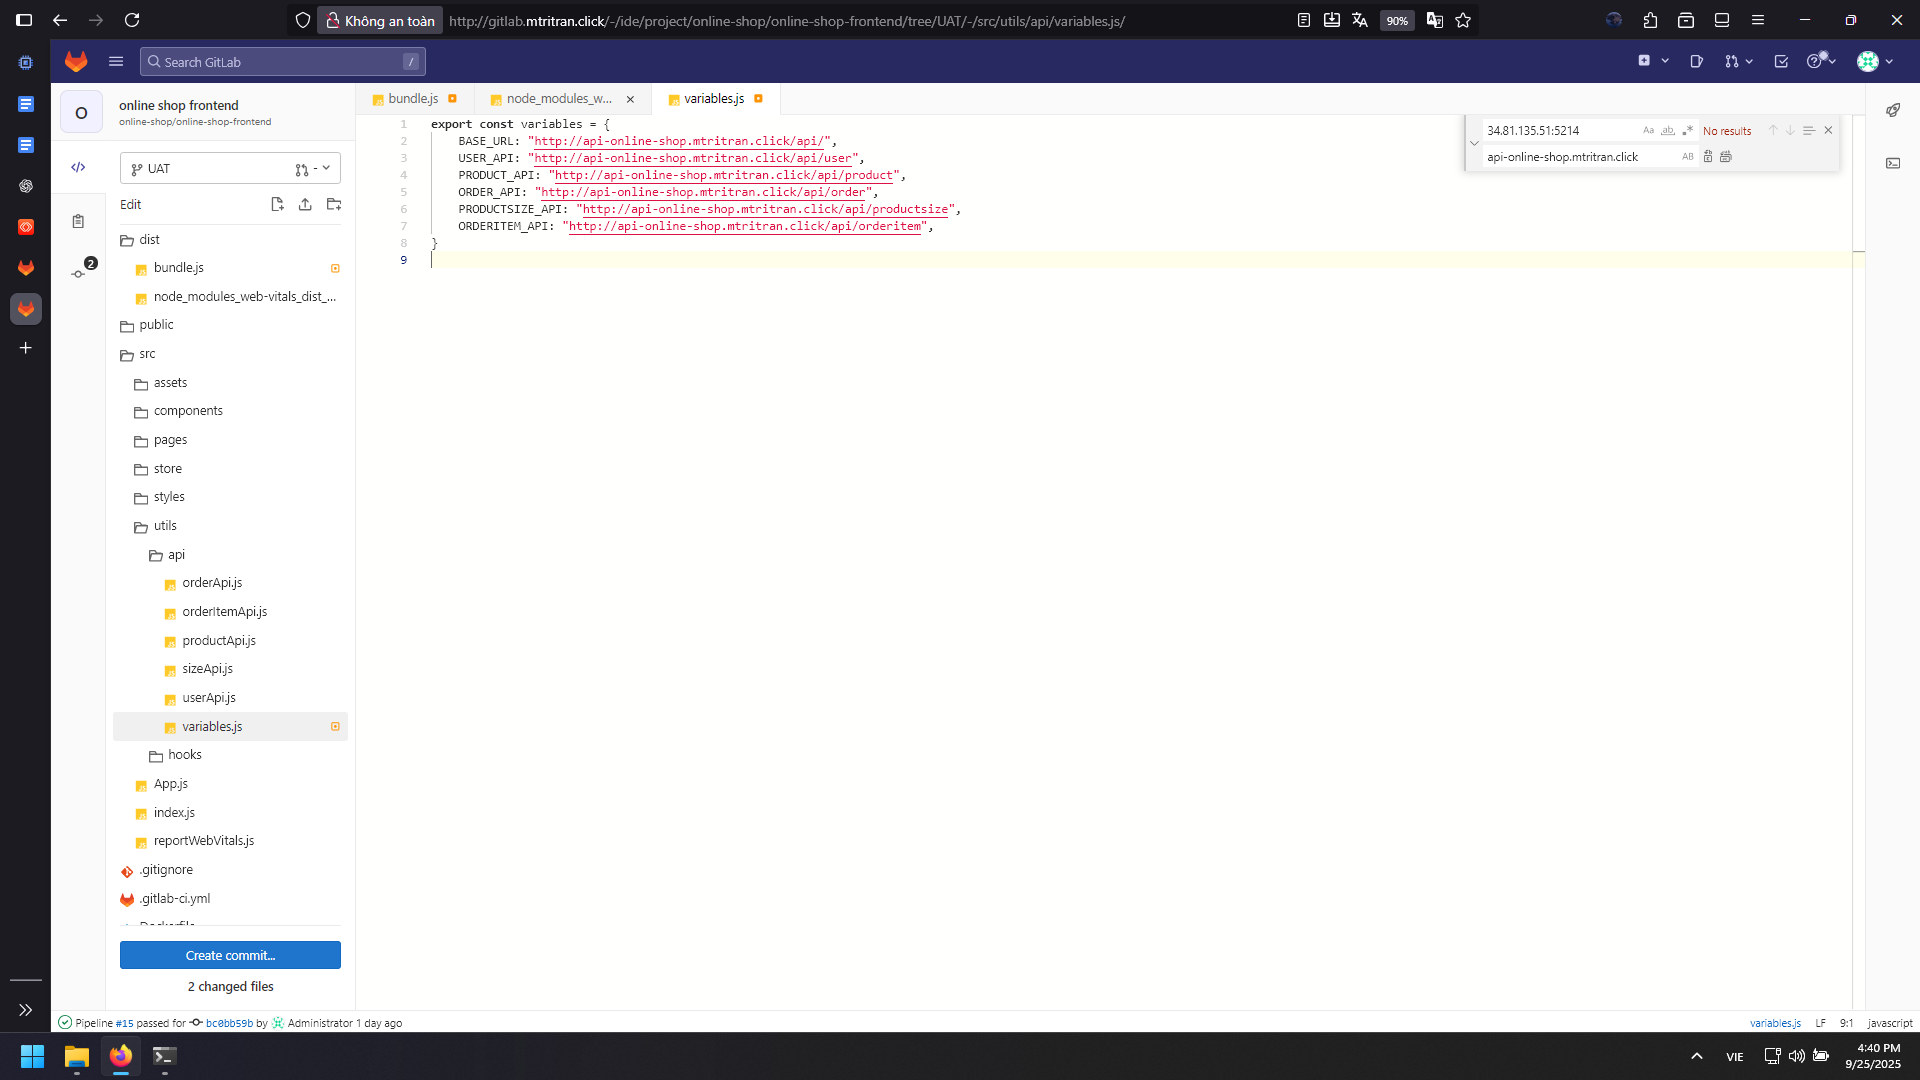 Không an toàn
http://gitlab.mtritran.click/-/ide/project/online-shop/online-shop-frontend/tree/UAT/-/src/utils/api/variables.js/
90%
Search GitLab
/
O
online shop frontend
online-shop/online-shop-frontend
UAT
-
Edit
2
dist
bundle.js
node_modules_web-vitals_dist_...
public
src
assets
components
pages
store
styles
utils
api
orderApi.js
orderItemApi.js
productApi.js
sizeApi.js
userApi.js
variables.js
hooks
App.js
index.js
reportWebVitals.js
.gitignore
.gitlab-ci.yml
Dockerfile
Create commit...
2 changed files
bundle.js
node_modules_w...
variables.js
1 export const variables = {
2 BASE_URL: "http://api-online-shop.mtritran.click/api/",
3 USER_API: "http://api-online-shop.mtritran.click/api/user",
4 PRODUCT_API: "http://api-online-shop.mtritran.click/api/product",
5 ORDER_API: "http://api-online-shop.mtritran.click/api/order",
6 PRODUCTSIZE_API: "http://api-online-shop.mtritran.click/api/productsize",
7 ORDERITEM_API: "http://api-online-shop.mtritran.click/api/orderitem",
8 }
9
34.81.135.51:5214
Aa
ab
.*
No results
api-online-shop.mtritran.click
AB
Pipeline #15 passed for bc0bb59b by Administrator 1 day ago
variables.js LF 9:1 javascript
VIE
4:40 PM
9/25/2025